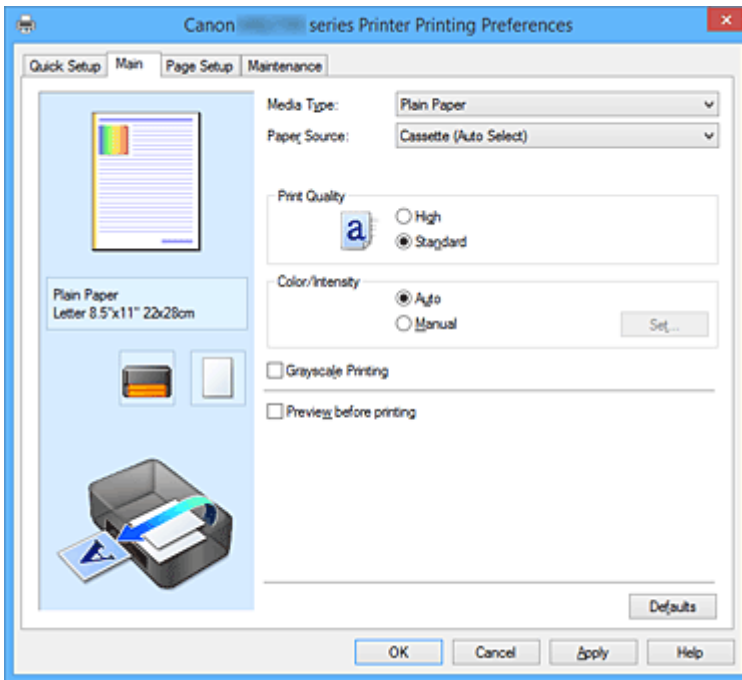 Canon series Printer Printing Preferences
Quick Setup Main Page Setup Maintenance
Media Type: Plain Paper
Paper Source: Cassette (Auto Select)
Print Quality
a
High
Standard
Color/Intensity
Auto
Manual
Set...
Grayscale Printing
Preview before printing
Plain Paper
Letter 8.5"x11" 22x28cm
A
Defaults
OK Cancel Apply Help